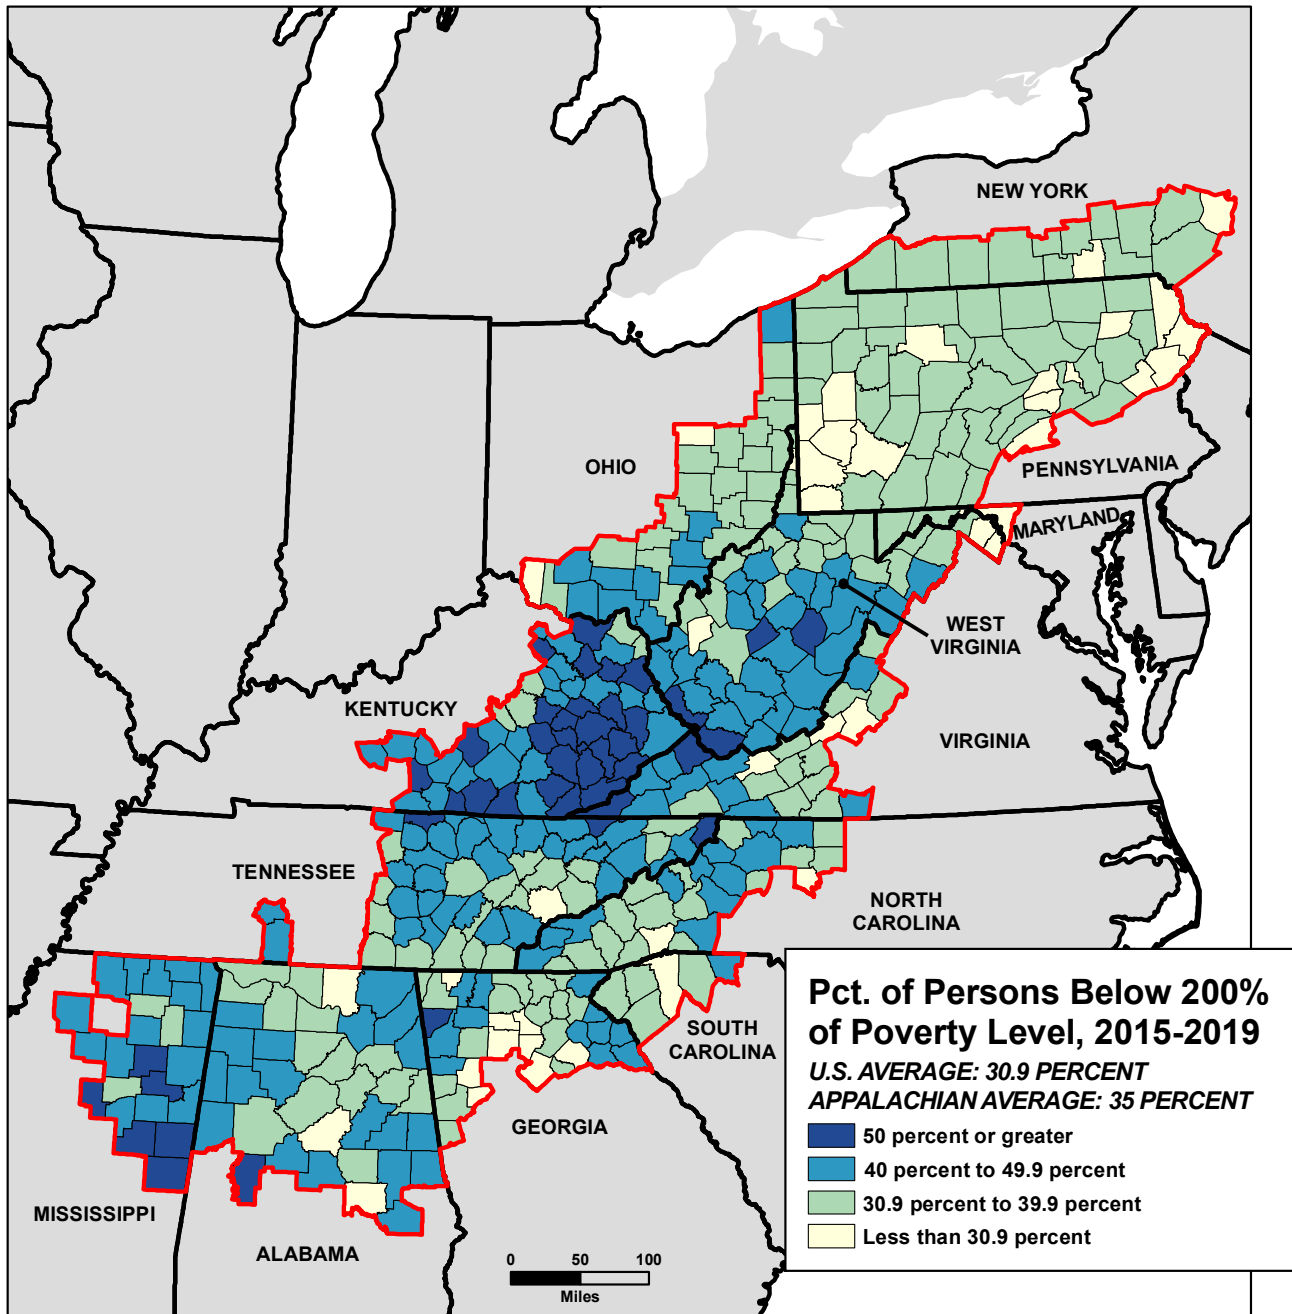 NEW YORK
OHIO
PENNSYLVANIA
MARYLAND
WEST
VIRGINIA
KENTUCKY
VIRGINIA
TENNESSEE
NORTH
CAROLINA
SOUTH
CAROLINA
GEORGIA
MISSISSIPPI
ALABAMA
0 50 100
Miles
Pct. of Persons Below 200%
of Poverty Level, 2015-2019
U.S. AVERAGE: 30.9 PERCENT
APPALACHIAN AVERAGE: 35 PERCENT
50 percent or greater
40 percent to 49.9 percent
30.9 percent to 39.9 percent
Less than 30.9 percent